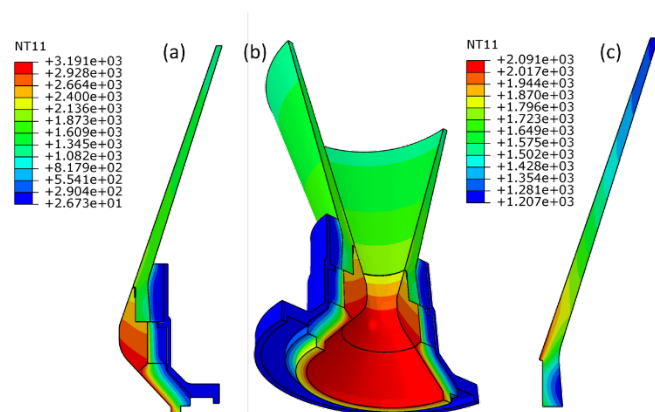 NT11
+3.191e+03
+2.928e+03
+2.664e+03
+2.400e+03
+2.136e+03
+1.873e+03
+1.609e+03
+1.345e+03
+1.082e+03
+8.179e+02
+5.541e+02
+2.904e+02
+2.673e+01
(a)
(b)
NT11
+2.091e+03
+2.017e+03
+1.944e+03
+1.870e+03
+1.796e+03
+1.723e+03
+1.649e+03
+1.575e+03
+1.502e+03
+1.428e+03
+1.354e+03
+1.281e+03
+1.207e+03
(c)